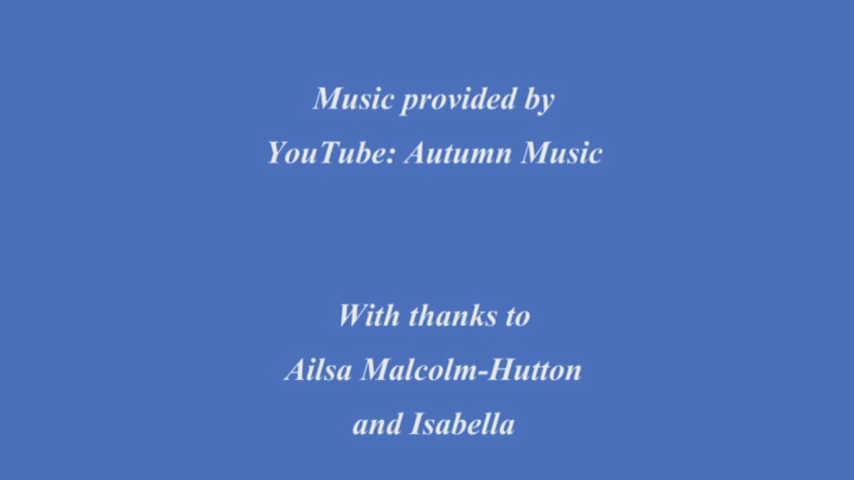 Music provided by
YouTube: Autumn Music
With thanks to
Ailsa Malcolm-Hutton
and Isabella